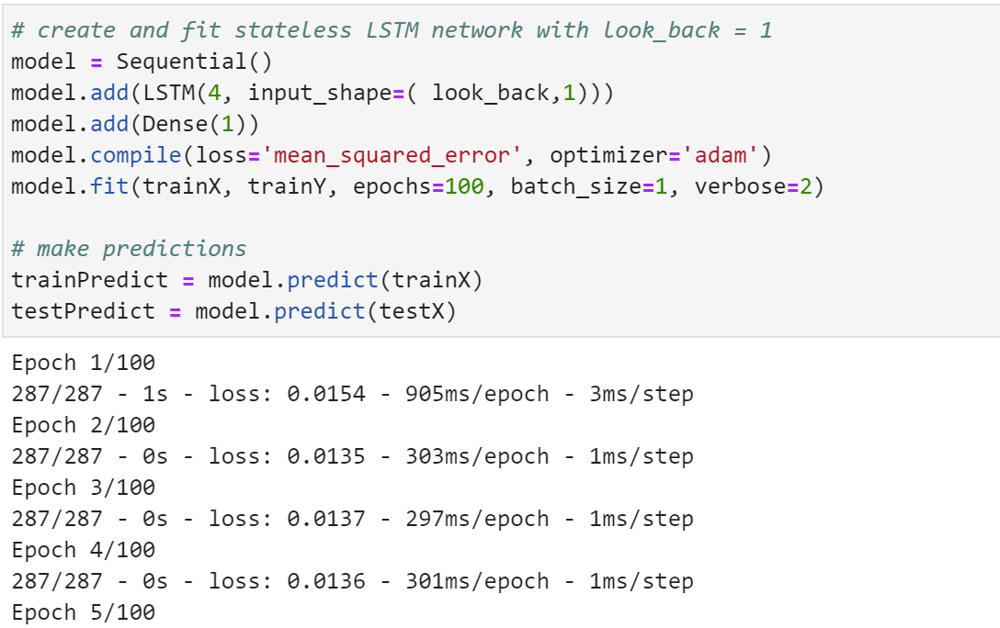 # create and fit stateless LSTM network with look_back = 1
model = Sequential()
model.add(LSTM(4, input_shape=( look_back,1)))
model.add(Dense(1))
model.compile(loss='mean_squared_error', optimizer='adam')
model.fit(trainX, trainY, epochs=100, batch_size=1, verbose=2)
# make predictions
trainPredict = model.predict(trainX)
testPredict = model.predict(testX)
Epoch 1/100
287/287 - 1s - loss: 0.0154 - 905ms/epoch - 3ms/step
Epoch 2/100
287/287 - 0s - loss: 0.0135 - 303ms/epoch - 1ms/step
Epoch 3/100
287/287 - 0s - loss: 0.0137 - 297ms/epoch - 1ms/step
Epoch 4/100
287/287 - 0s - loss: 0.0136 - 301ms/epoch - 1ms/step
Epoch 5/100